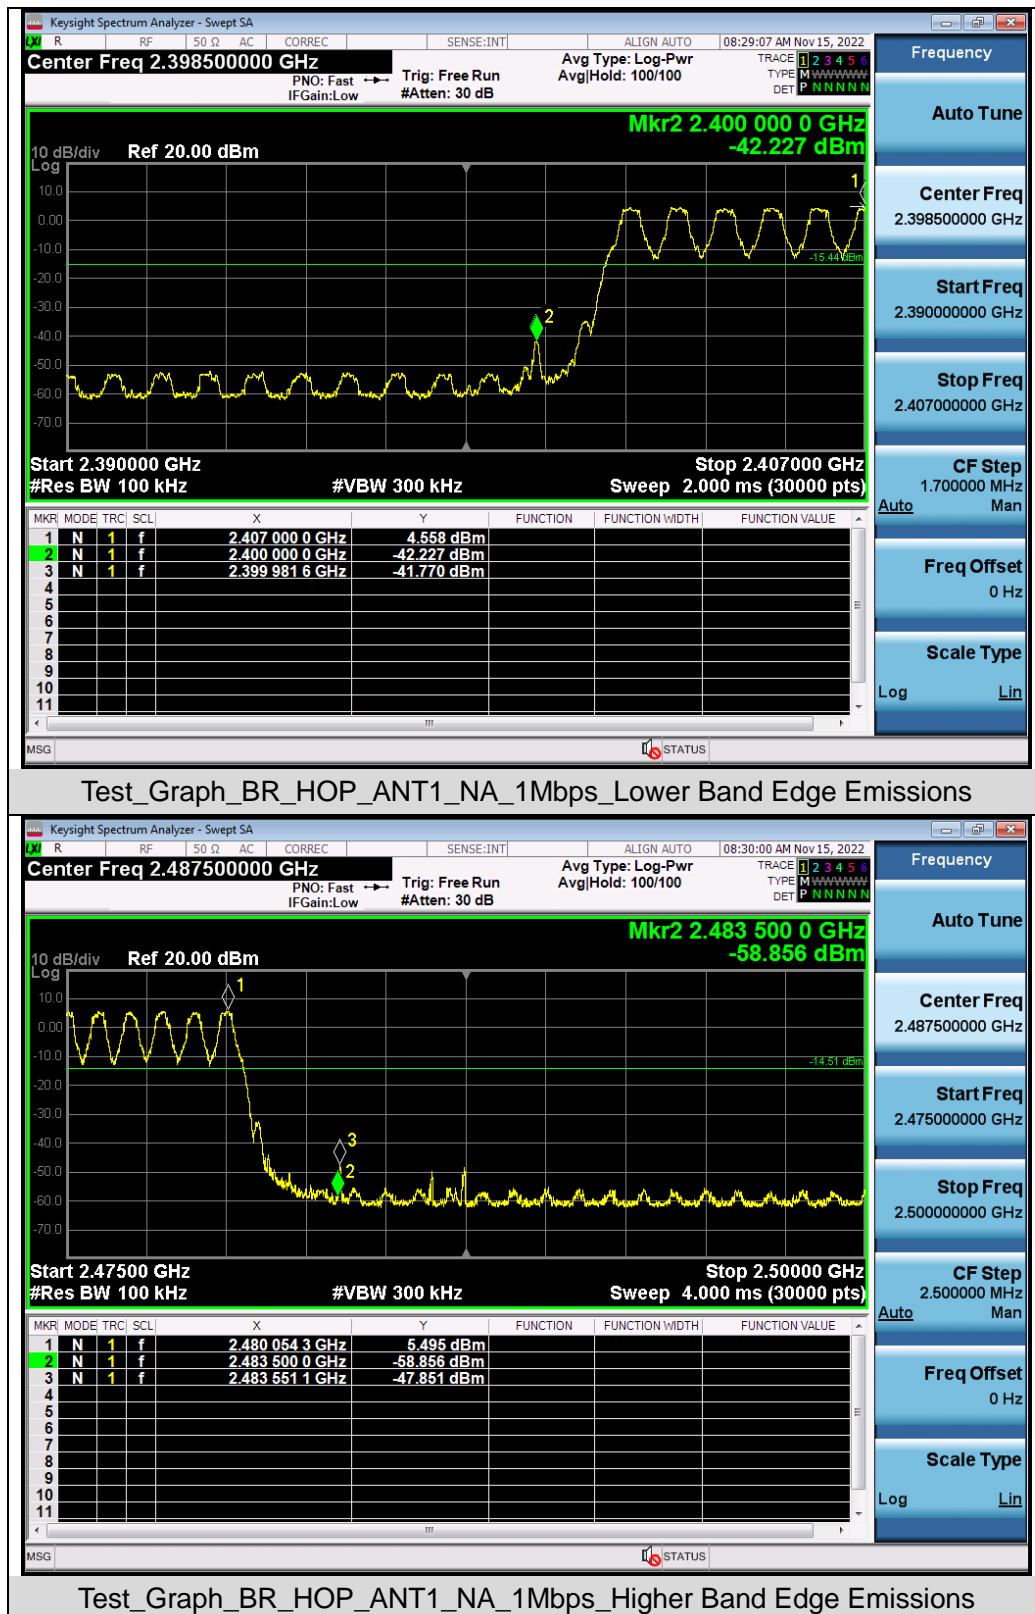 Keysight Spectrum Analyzer - Swept SA
LXI R RF 50 Ω AC CORREC SENSE:INT ALIGN AUTO 08:29:07 AM Nov 15, 2022
Center Freq 2.398500000 GHz
PNO: Fast
IFGain:Low
Trig: Free Run
#Atten: 30 dB
Avg Type: Log-Pwr
Avg|Hold: 100/100
TRACE 1 2 3 4 5 6
TYPE M WWWWW
DET P N N N N N
Mkr2 2.400 000 0 GHz
-42.227 dBm
10 dB/div Ref 20.00 dBm
Log
10.0
0.00
-10.0
-20.0
-30.0
-40.0
-50.0
-60.0
-70.0
1
-15.44 dBm
2
Start 2.390000 GHz Stop 2.407000 GHz
#Res BW 100 kHz #VBW 300 kHz Sweep 2.000 ms (30000 pts)
MKR MODE TRC SCL X Y FUNCTION FUNCTION WIDTH FUNCTION VALUE
1 N 1 f 2.407 000 0 GHz 4.558 dBm
2 N 1 f 2.400 000 0 GHz -42.227 dBm
3 N 1 f 2.399 981 6 GHz -41.770 dBm
4
5
6
7
8
9
10
11
MSG STATUS
Frequency
Auto Tune
Center Freq
2.398500000 GHz
Start Freq
2.390000000 GHz
Stop Freq
2.407000000 GHz
CF Step
1.700000 MHz
Auto Man
Freq Offset
0 Hz
Scale Type
Log Lin
Test_Graph_BR_HOP_ANT1_NA_1Mbps_Lower Band Edge Emissions
Keysight Spectrum Analyzer - Swept SA
LXI R RF 50 Ω AC CORREC SENSE:INT ALIGN AUTO 08:30:00 AM Nov 15, 2022
Center Freq 2.487500000 GHz
PNO: Fast
IFGain:Low
Trig: Free Run
#Atten: 30 dB
Avg Type: Log-Pwr
Avg|Hold: 100/100
TRACE 1 2 3 4 5 6
TYPE M WWWWW
DET P N N N N N
Mkr2 2.483 500 0 GHz
-58.856 dBm
10 dB/div Ref 20.00 dBm
Log
10.0
0.00
-10.0
-20.0
-30.0
-40.0
-50.0
-60.0
-70.0
1
-14.51 dBm
3
2
Start 2.47500 GHz Stop 2.50000 GHz
#Res BW 100 kHz #VBW 300 kHz Sweep 4.000 ms (30000 pts)
MKR MODE TRC SCL X Y FUNCTION FUNCTION WIDTH FUNCTION VALUE
1 N 1 f 2.480 054 3 GHz 5.495 dBm
2 N 1 f 2.483 500 0 GHz -58.856 dBm
3 N 1 f 2.483 551 1 GHz -47.851 dBm
4
5
6
7
8
9
10
11
MSG STATUS
Frequency
Auto Tune
Center Freq
2.487500000 GHz
Start Freq
2.475000000 GHz
Stop Freq
2.500000000 GHz
CF Step
2.500000 MHz
Auto Man
Freq Offset
0 Hz
Scale Type
Log Lin
Test_Graph_BR_HOP_ANT1_NA_1Mbps_Higher Band Edge Emissions